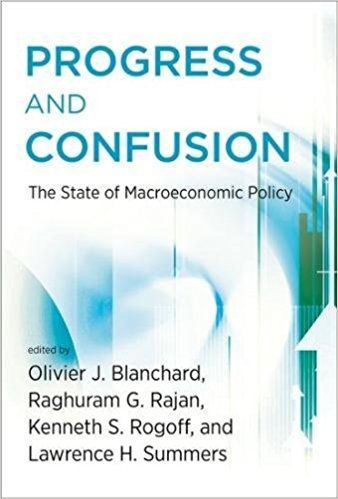 PROGRESS
AND
CONFUSION
The State of Macroeconomic Policy
edited by
Olivier J. Blanchard,
Raghuram G. Rajan,
Kenneth S. Rogoff, and
Lawrence H. Summers